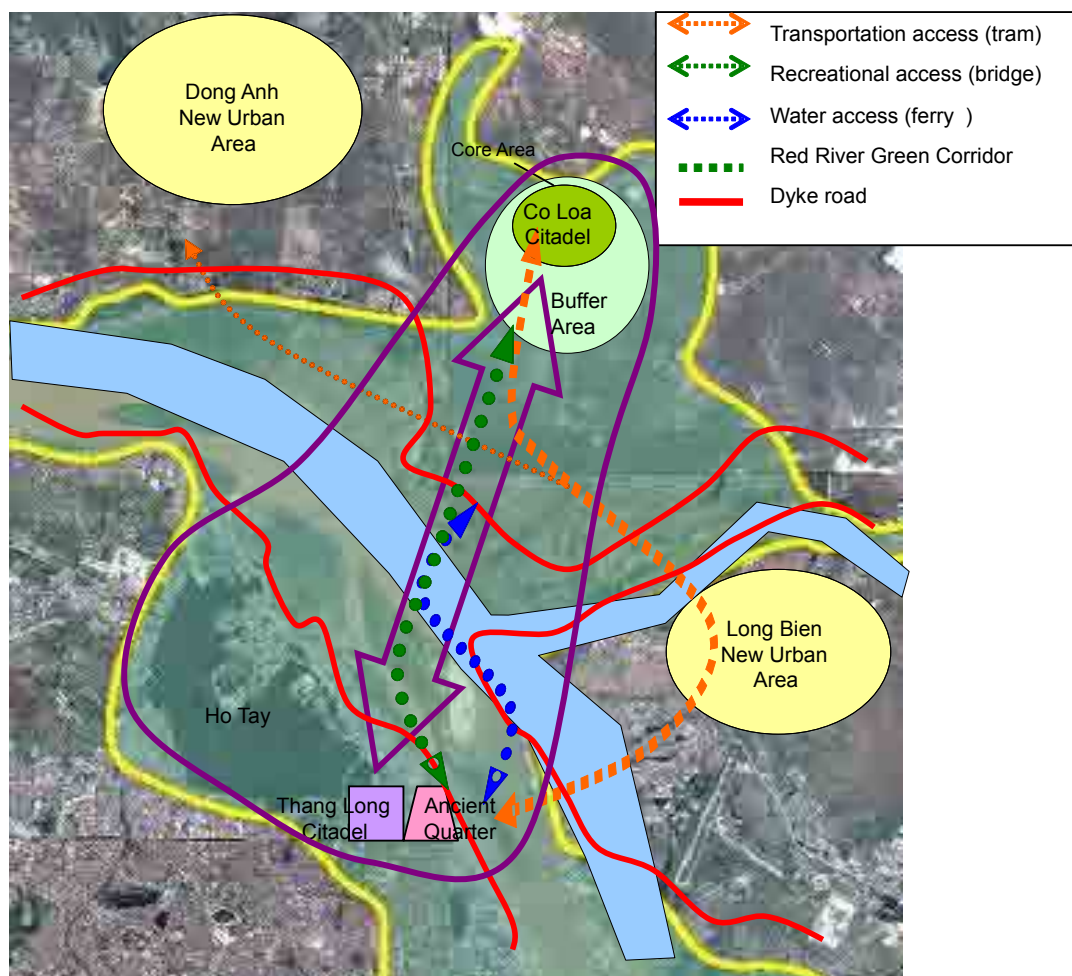 Transportation access (tram)
Recreational access (bridge)
Water access (ferry )
Red River Green Corridor
Dyke road
Dong Anh
New Urban
Area
Core Area
Co Loa
Citadel
Buffer
Area
Long Bien
New Urban
Area
Ho Tay
Thang Long
Citadel
Ancient
Quarter